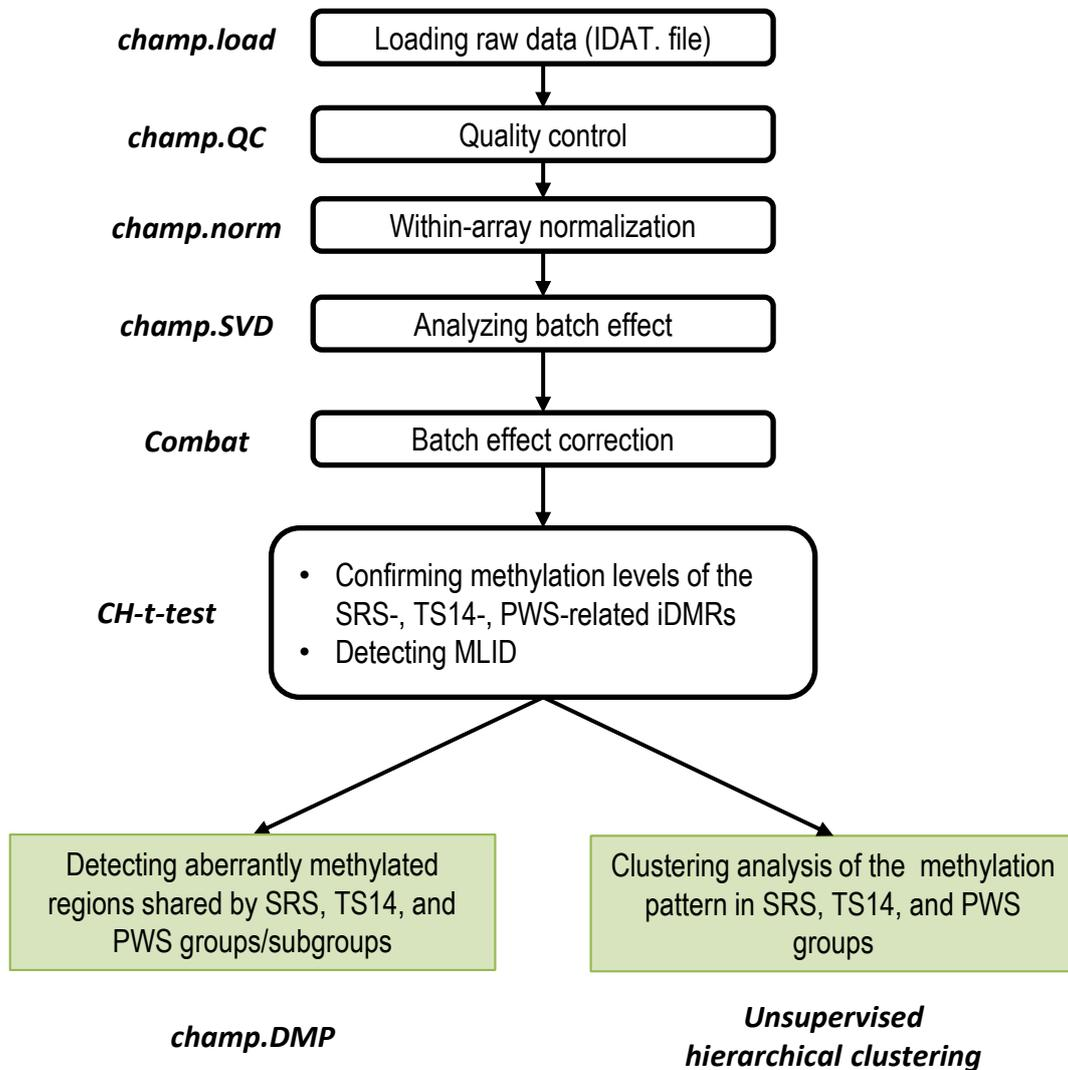 champ.load
Loading raw data (IDAT. file)
champ.QC
Quality control
champ.norm
Within-array normalization
champ.SVD
Analyzing batch effect
Combat
Batch effect correction
CH-t-test
• Confirming methylation levels of the
SRS-, TS14-, PWS-related iDMRs
• Detecting MLID
Detecting aberrantly methylated
regions shared by SRS, TS14, and
PWS groups/subgroups
champ.DMP
Clustering analysis of the methylation
pattern in SRS, TS14, and PWS
groups
Unsupervised
hierarchical clustering